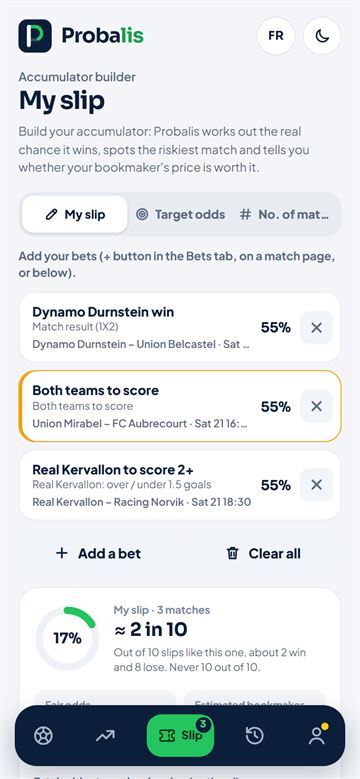 Probalis
FR
Accumulator builder
My slip
Build your accumulator: Probalis works out the real
chance it wins, spots the riskiest match and tells you
whether your bookmaker's price is worth it.
My slip
Target odds
No. of mat...
Add your bets (+ button in the Bets tab, on a match page,
or below).
Dynamo Durnstein win
Match result (1X2)
Dynamo Durnstein – Union Belcastel · Sat ...
55%
Both teams to score
Both teams to score
Union Mirabel – FC Aubrecourt · Sat 21 16:...
55%
Real Kervallon to score 2+
Real Kervallon: over / under 1.5 goals
Real Kervallon – Racing Norvik · Sat 21 18:30
55%
Add a bet
Clear all
17%
My slip · 3 matches
≈ 2 in 10
Out of 10 slips like this one, about 2 win
and 8 lose. Never 10 out of 10.
Fair odds
Estimated bookmaker
Slip
3